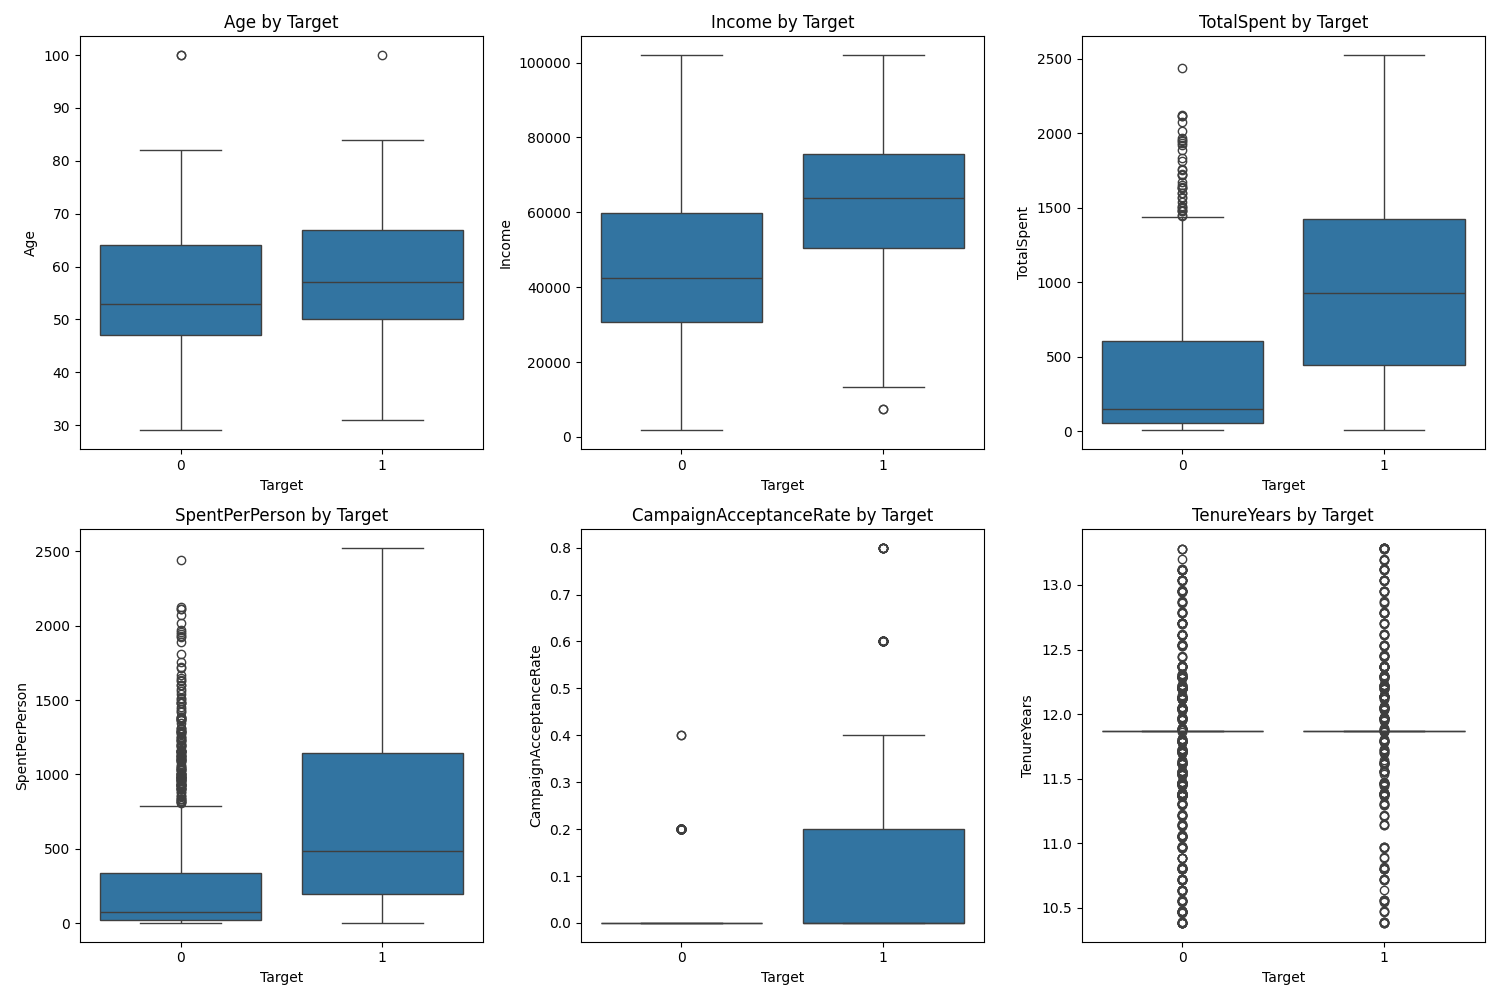 Age by Target
100
90
80
70
60
50
40
30
Age
0 1
Target
Income by Target
100000
80000
60000
40000
20000
0
Income
0 1
Target
TotalSpent by Target
2500
2000
1500
1000
500
0
TotalSpent
0 1
Target
SpentPerPerson by Target
2500
2000
1500
1000
500
0
SpentPerPerson
0 1
Target
CampaignAcceptanceRate by Target
0.8
0.7
0.6
0.5
0.4
0.3
0.2
0.1
0.0
CampaignAcceptanceRate
0 1
Target
TenureYears by Target
13.0
12.5
12.0
11.5
11.0
10.5
TenureYears
0 1
Target